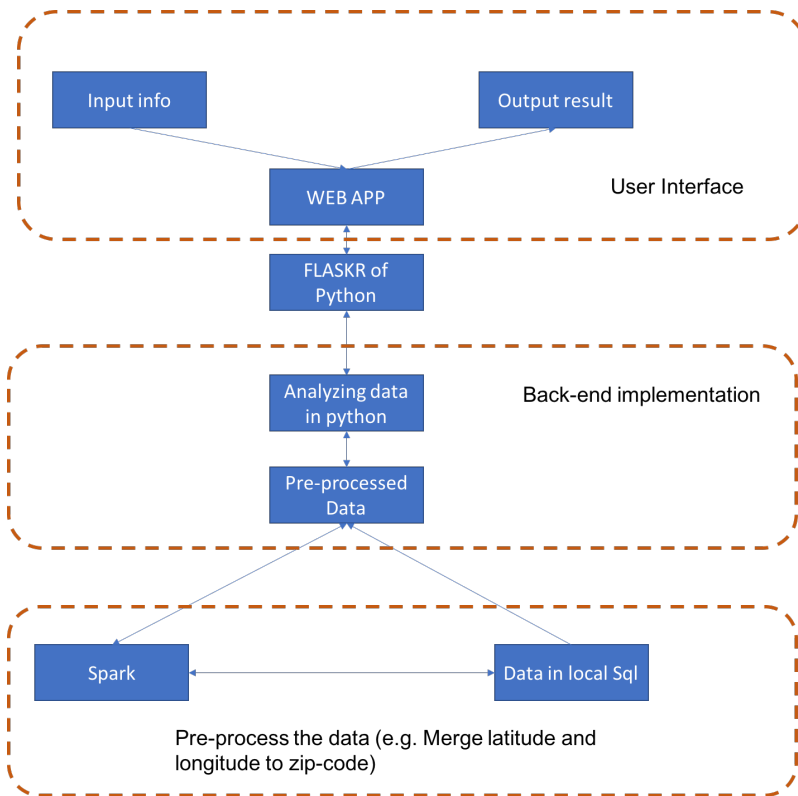 Input info
Output result
WEB APP
User Interface
FLASKR of
Python
Analyzing data
in python
Back-end implementation
Pre-processed
Data
Spark
Data in local Sql
Pre-process the data (e.g. Merge latitude and
longitude to zip-code)